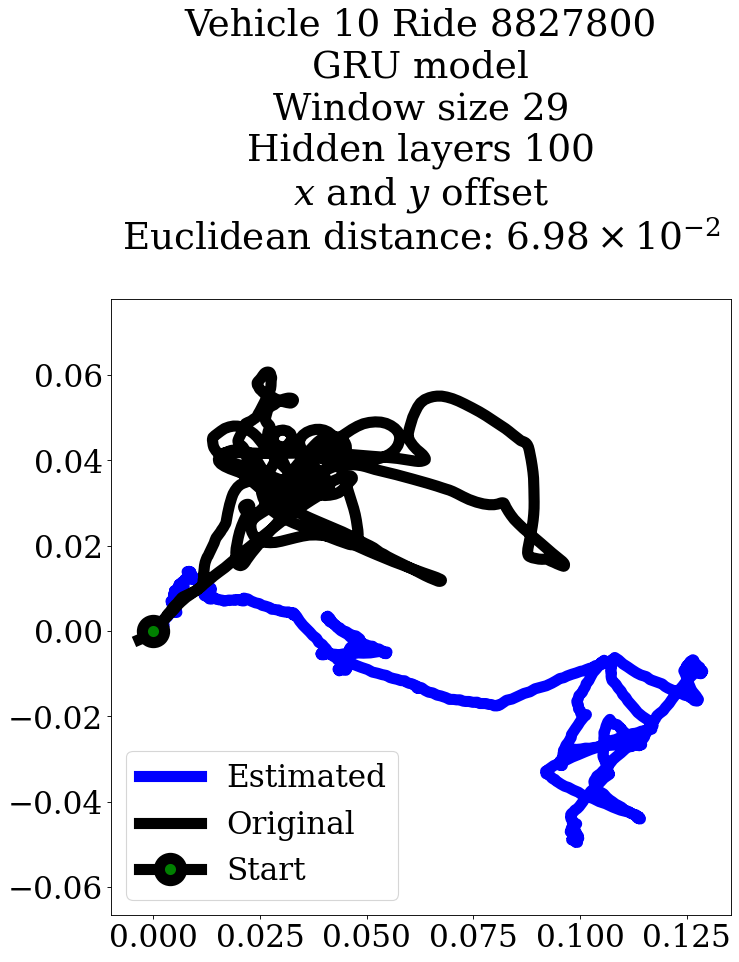 Vehicle 10 Ride 8827800
GRU model
Window size 29
Hidden layers 100
x and y offset
Euclidean distance: 6.98 × 10⁻²
0.06
0.04
0.02
0.00
−0.02
−0.04
−0.06
Estimated
Original
Start
0.000 0.025 0.050 0.075 0.100 0.125